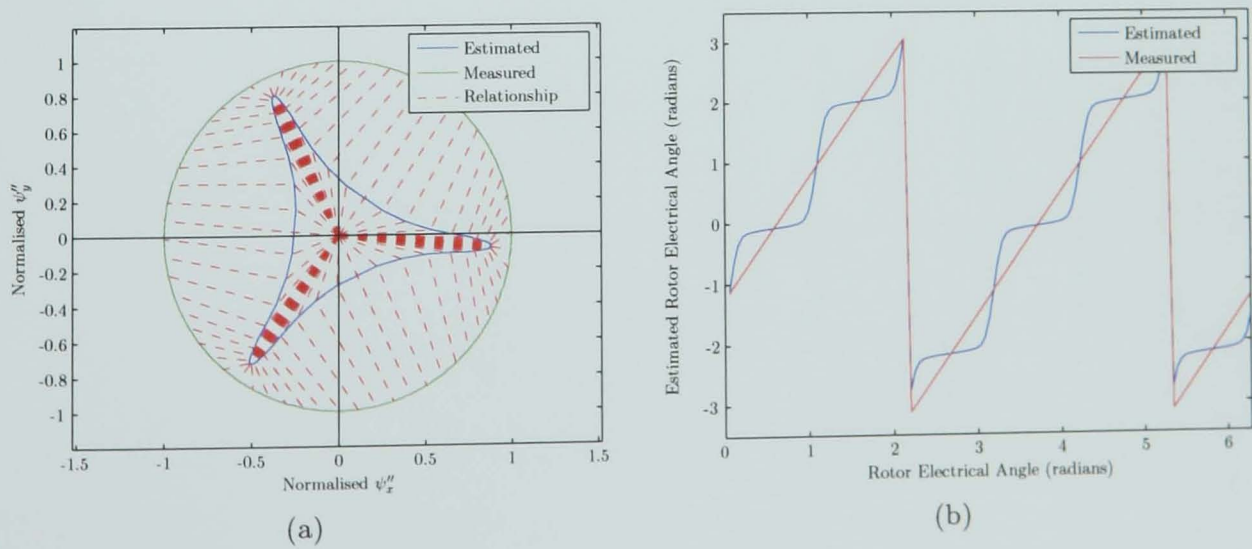 Estimated
Measured
Relationship
1
0.8
0.6
0.4
0.2
0
-0.2
-0.4
-0.6
-0.8
-1
Normalised ψ″y
-1.5
-1
-0.5
0
0.5
1
1.5
Normalised ψ″x
(a)
Estimated
Measured
3
2
1
0
-1
-2
-3
Estimated Rotor Electrical Angle (radians)
0
1
2
3
4
5
6
Rotor Electrical Angle (radians)
(b)